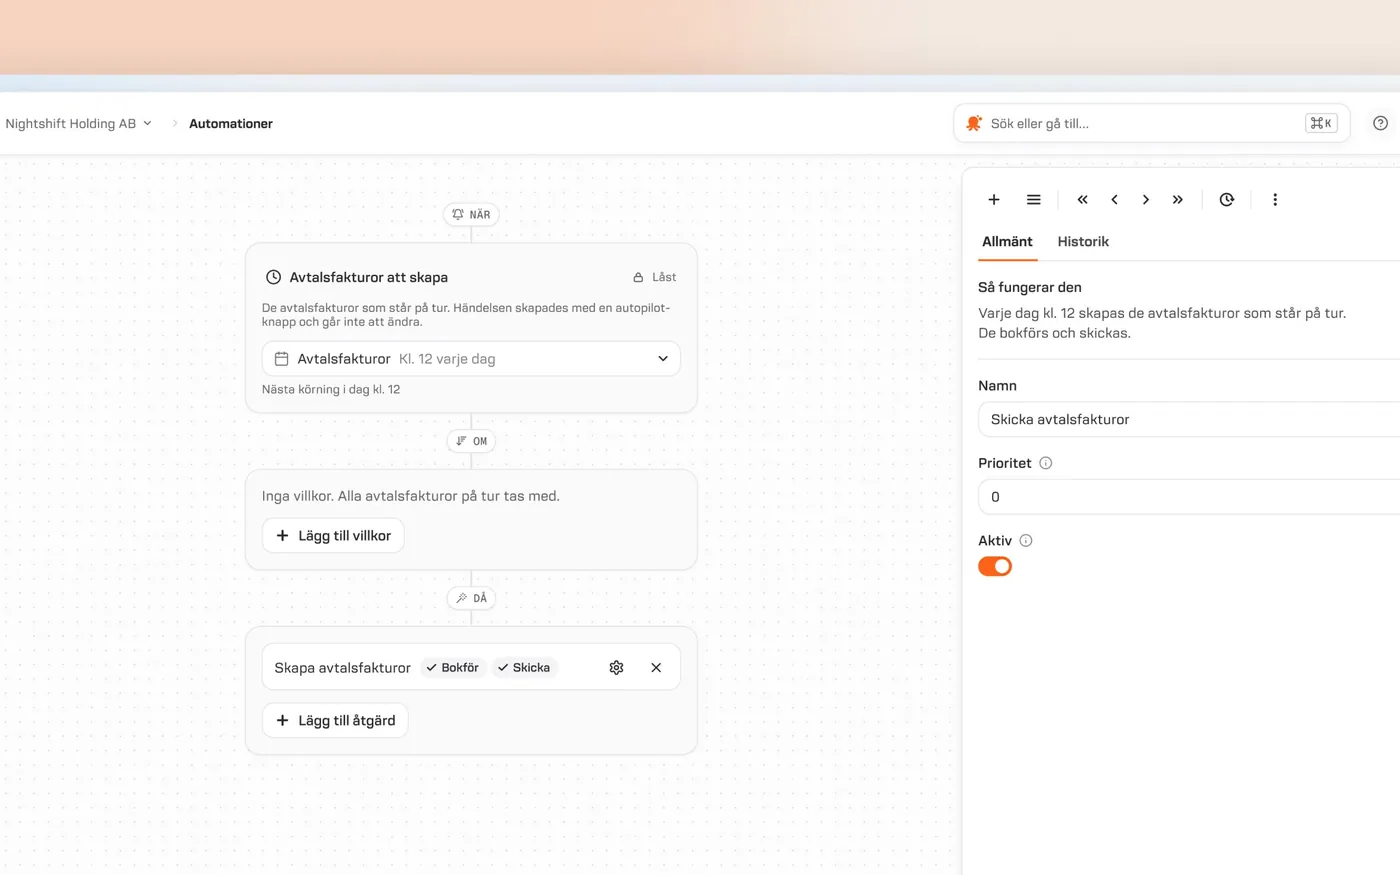 Nightshift Holding AB
Automationer
Sök eller gå till...
⌘K
NÄR
Avtalsfakturor att skapa
Låst
De avtalsfakturor som står på tur. Händelsen skapades med en autopilot-
knapp och går inte att ändra.
Avtalsfakturor Kl. 12 varje dag
Nästa körning i dag kl. 12
OM
Inga villkor. Alla avtalsfakturor på tur tas med.
Lägg till villkor
DÅ
Skapa avtalsfakturor Bokför Skicka
Lägg till åtgärd
Allmänt Historik
Så fungerar den
Varje dag kl. 12 skapas de avtalsfakturor som står på tur.
De bokförs och skickas.
Namn
Skicka avtalsfakturor
Prioritet
0
Aktiv